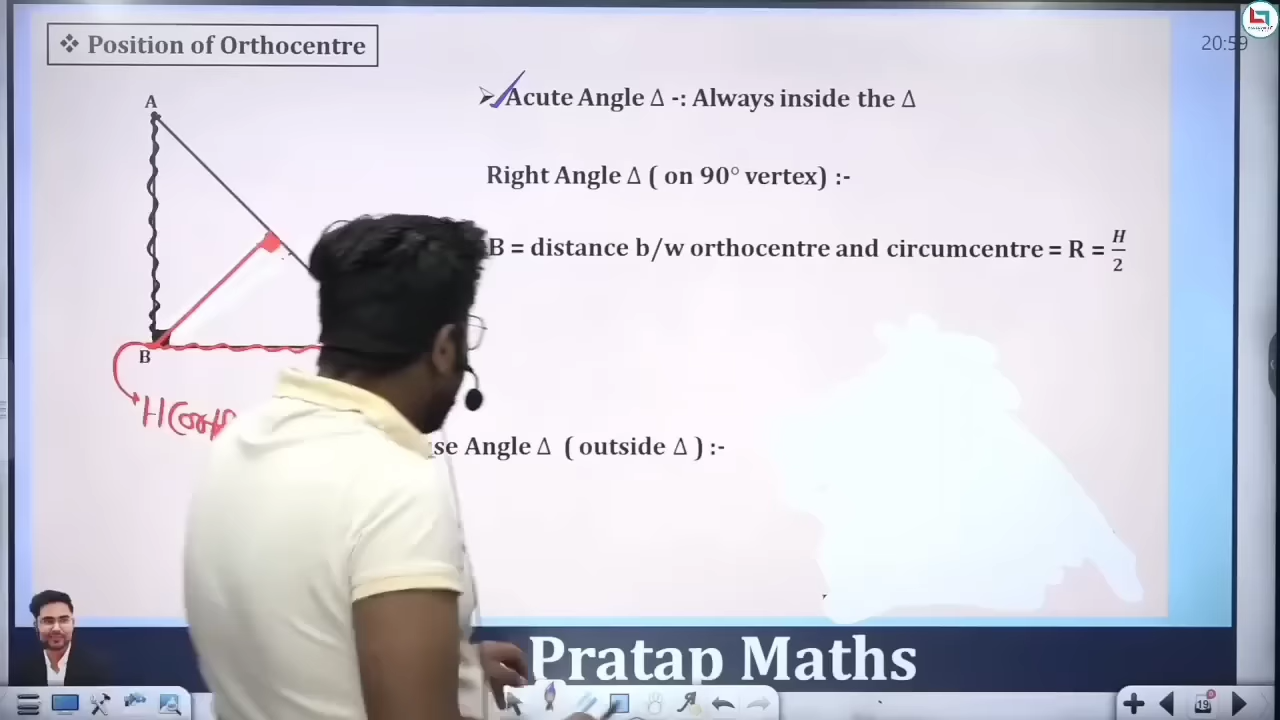 ❖ Position of Orthocentre
20:59
A
➢ Acute Angle Δ -: Always inside the Δ
Right Angle Δ ( on 90° vertex) :-
B = distance b/w orthocentre and circumcentre = R = H/2
B
se Angle Δ ( outside Δ ) :-
Pratap Maths
19